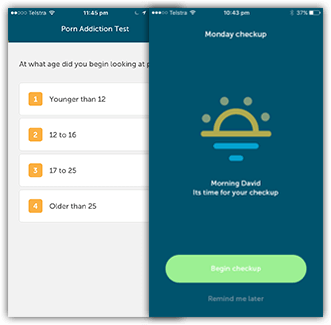 Telstra 11:45 pm
Porn Addiction Test
At what age did you begin looking at
1 Younger than 12
2 12 to 16
3 17 to 25
4 Older than 25
Telstra 10:43 pm 37%
Monday checkup
Morning David
Its time for your checkup
Begin checkup
Remind me later